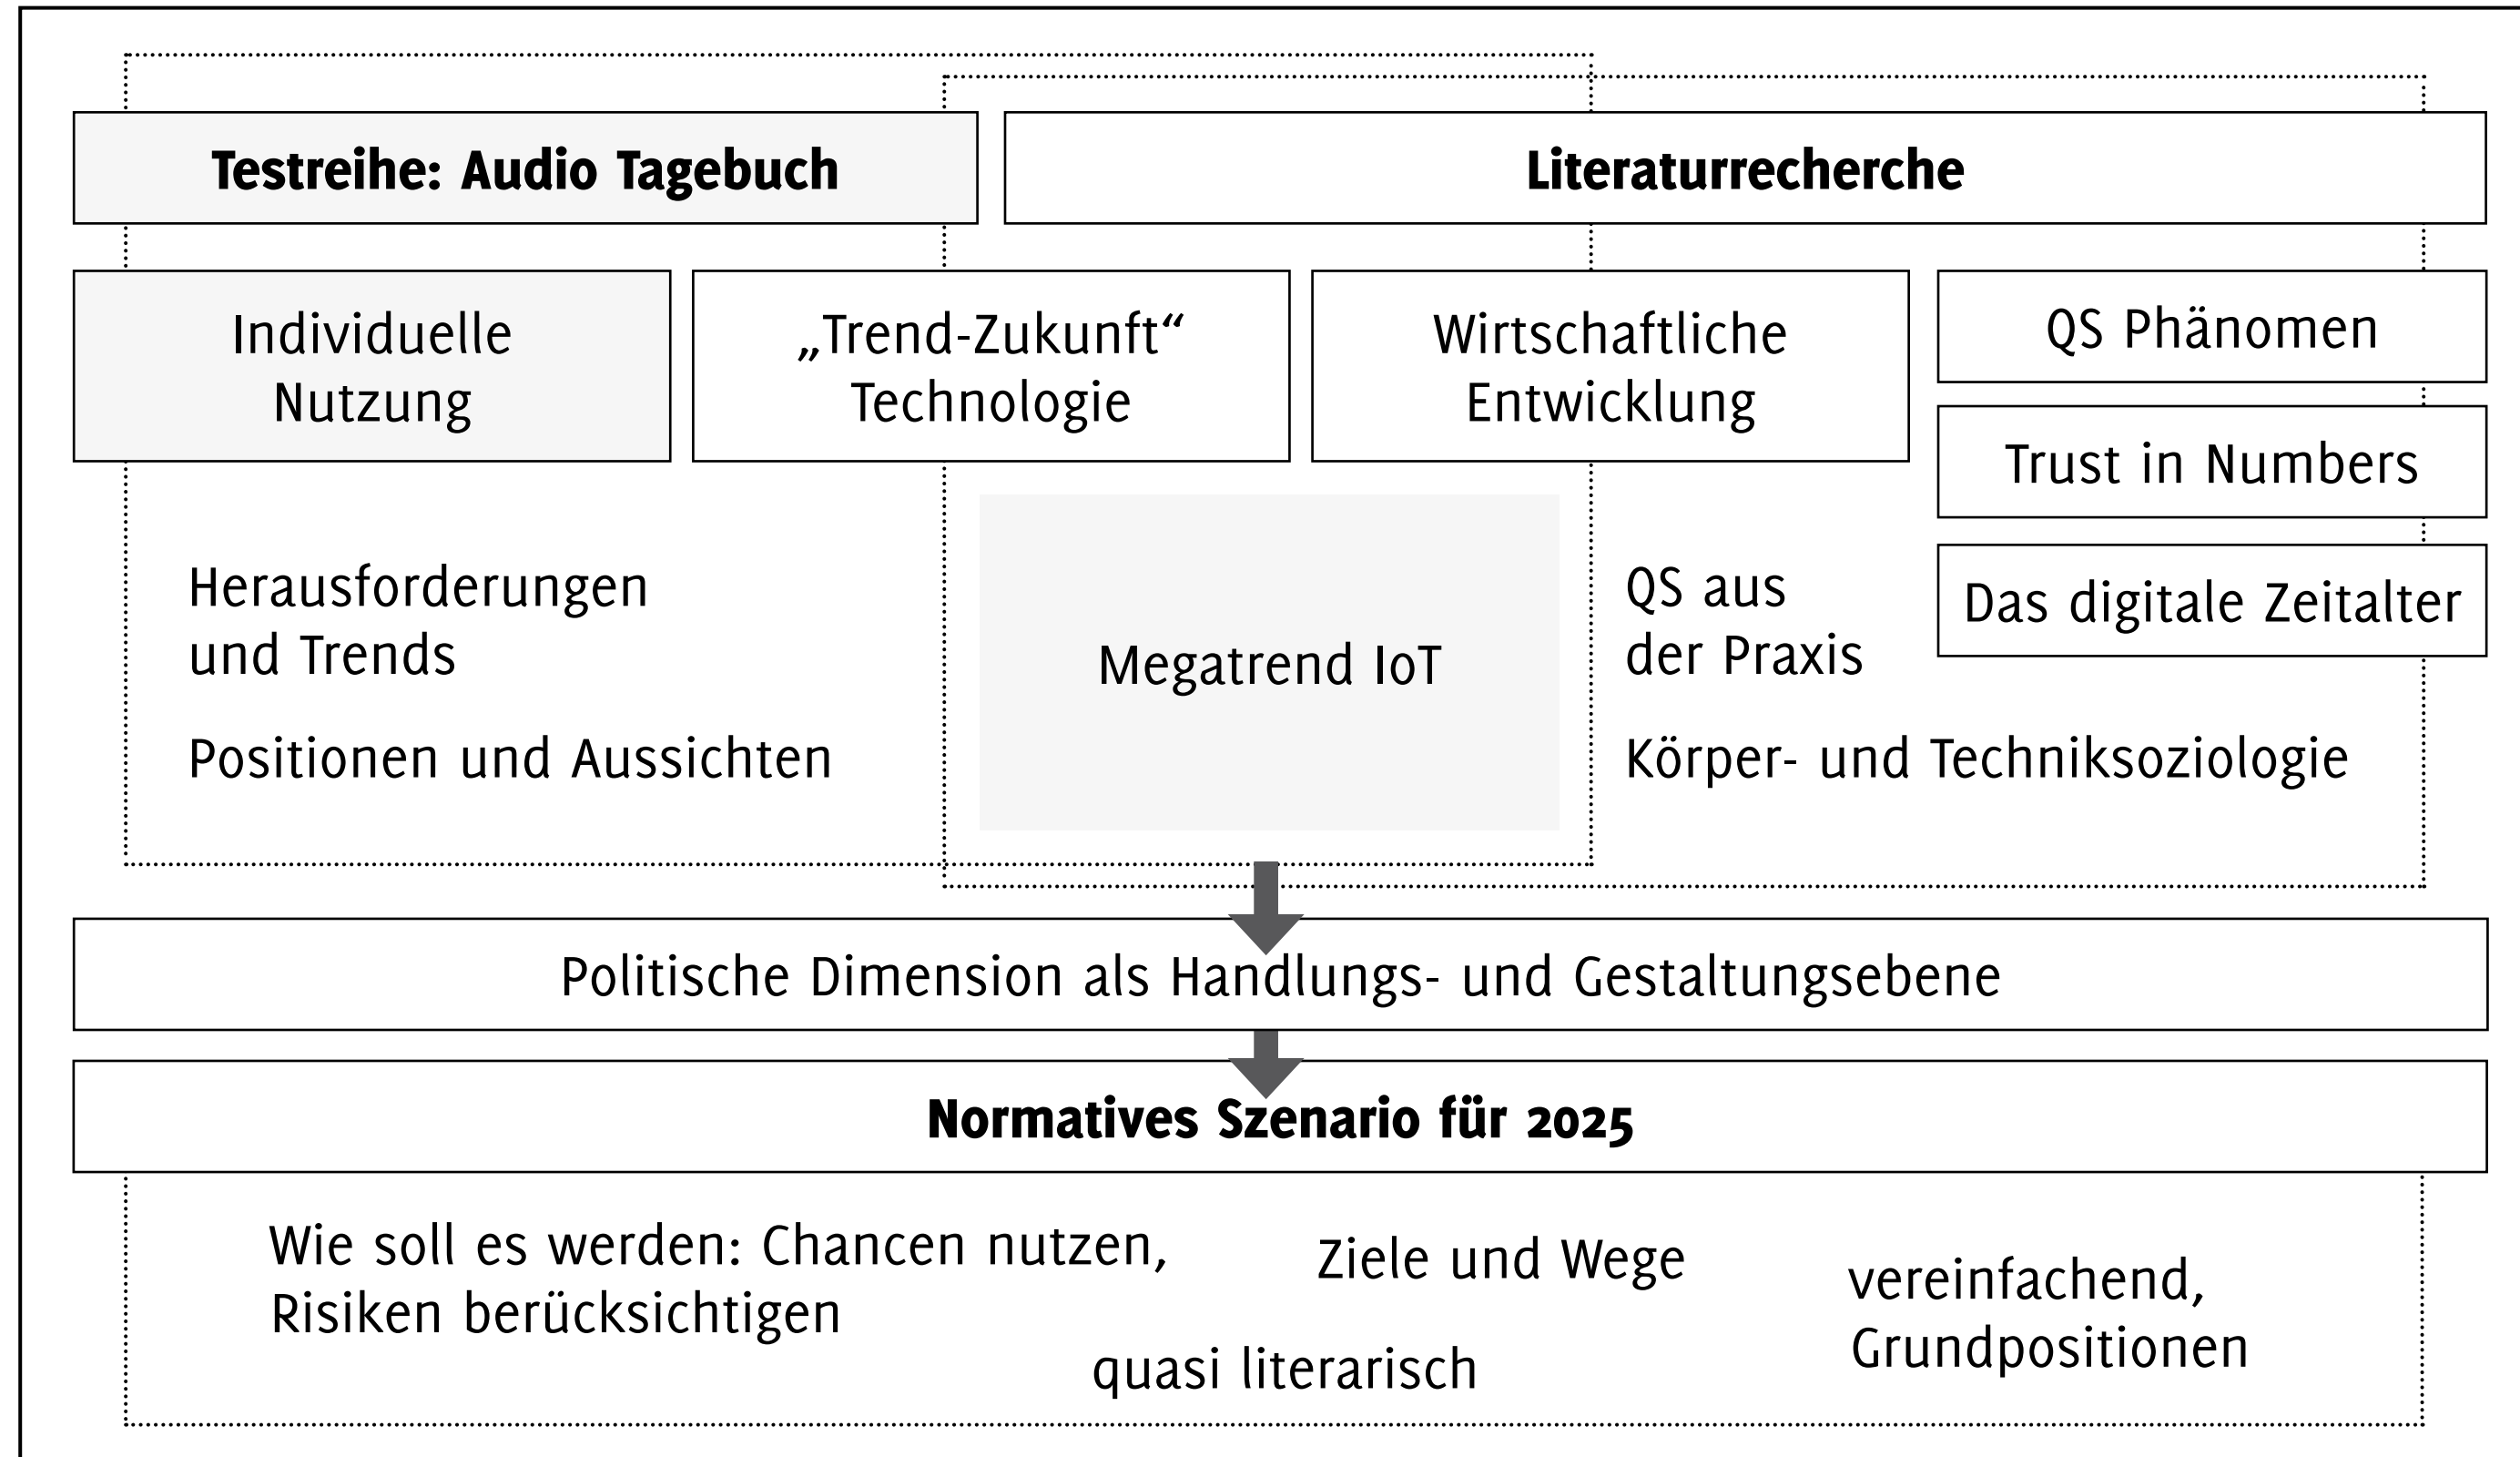 Testreihe: Audio Tagebuch
Literaturrecherche
Individuelle
Nutzung
„Trend-Zukunft“
Technologie
Wirtschaftliche
Entwicklung
QS Phänomen
Trust in Numbers
Das digitale Zeitalter
Herausforderungen
und Trends
Positionen und Aussichten
Megatrend IoT
QS aus
der Praxis
Körper- und Techniksoziologie
Politische Dimension als Handlungs- und Gestaltungsebene
Normatives Szenario für 2025
Wie soll es werden: Chancen nutzen,
Risiken berücksichtigen
Ziele und Wege
quasi literarisch
vereinfachend,
Grundpositionen